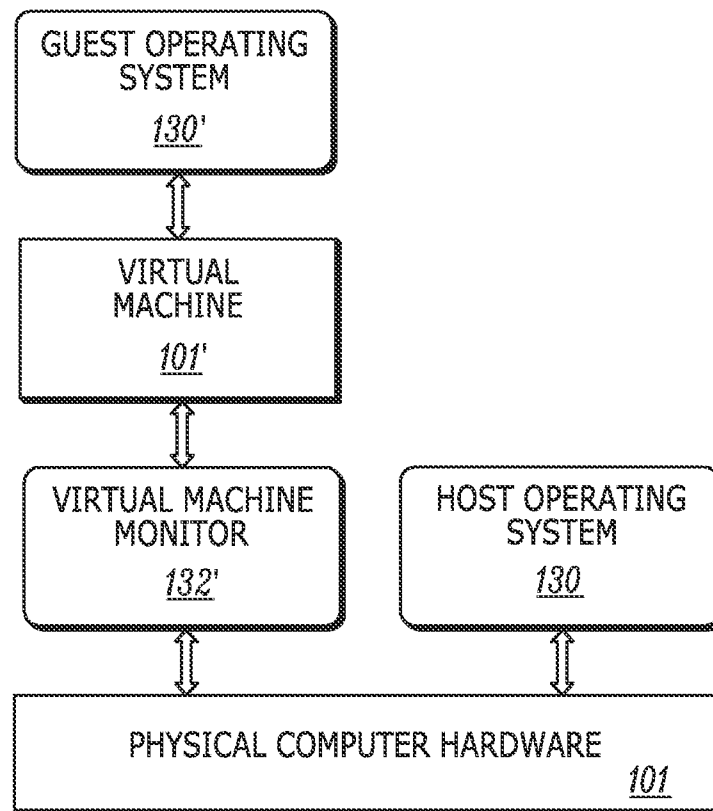 GUEST OPERATING
SYSTEM
130'
VIRTUAL
MACHINE
101'
VIRTUAL MACHINE
MONITOR
132'
HOST OPERATING
SYSTEM
130
PHYSICAL COMPUTER HARDWARE
101